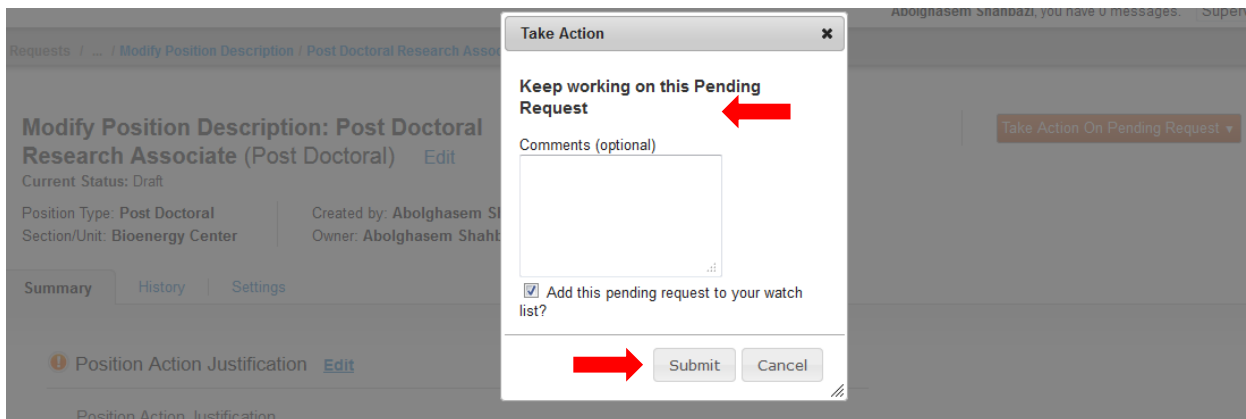 Abolghasem Shahbazi, you have 0 messages.
Requests / ... / Modify Position Description / Post Doctoral Research
Take Action
Keep working on this Pending
Request
Modify Position Description: Post Doctoral
Research Associate (Post Doctoral) Edit
Take Action On Pending Request
Comments (optional)
Current Status: Draft
Position Type: Post Doctoral Created by: Abolghasem
Section/Unit: Bioenergy Center Owner: Abolghasem
Summary History Settings
Add this pending request to your watch
list?
Position Action Justification Edit
Submit Cancel
Position Action Justification